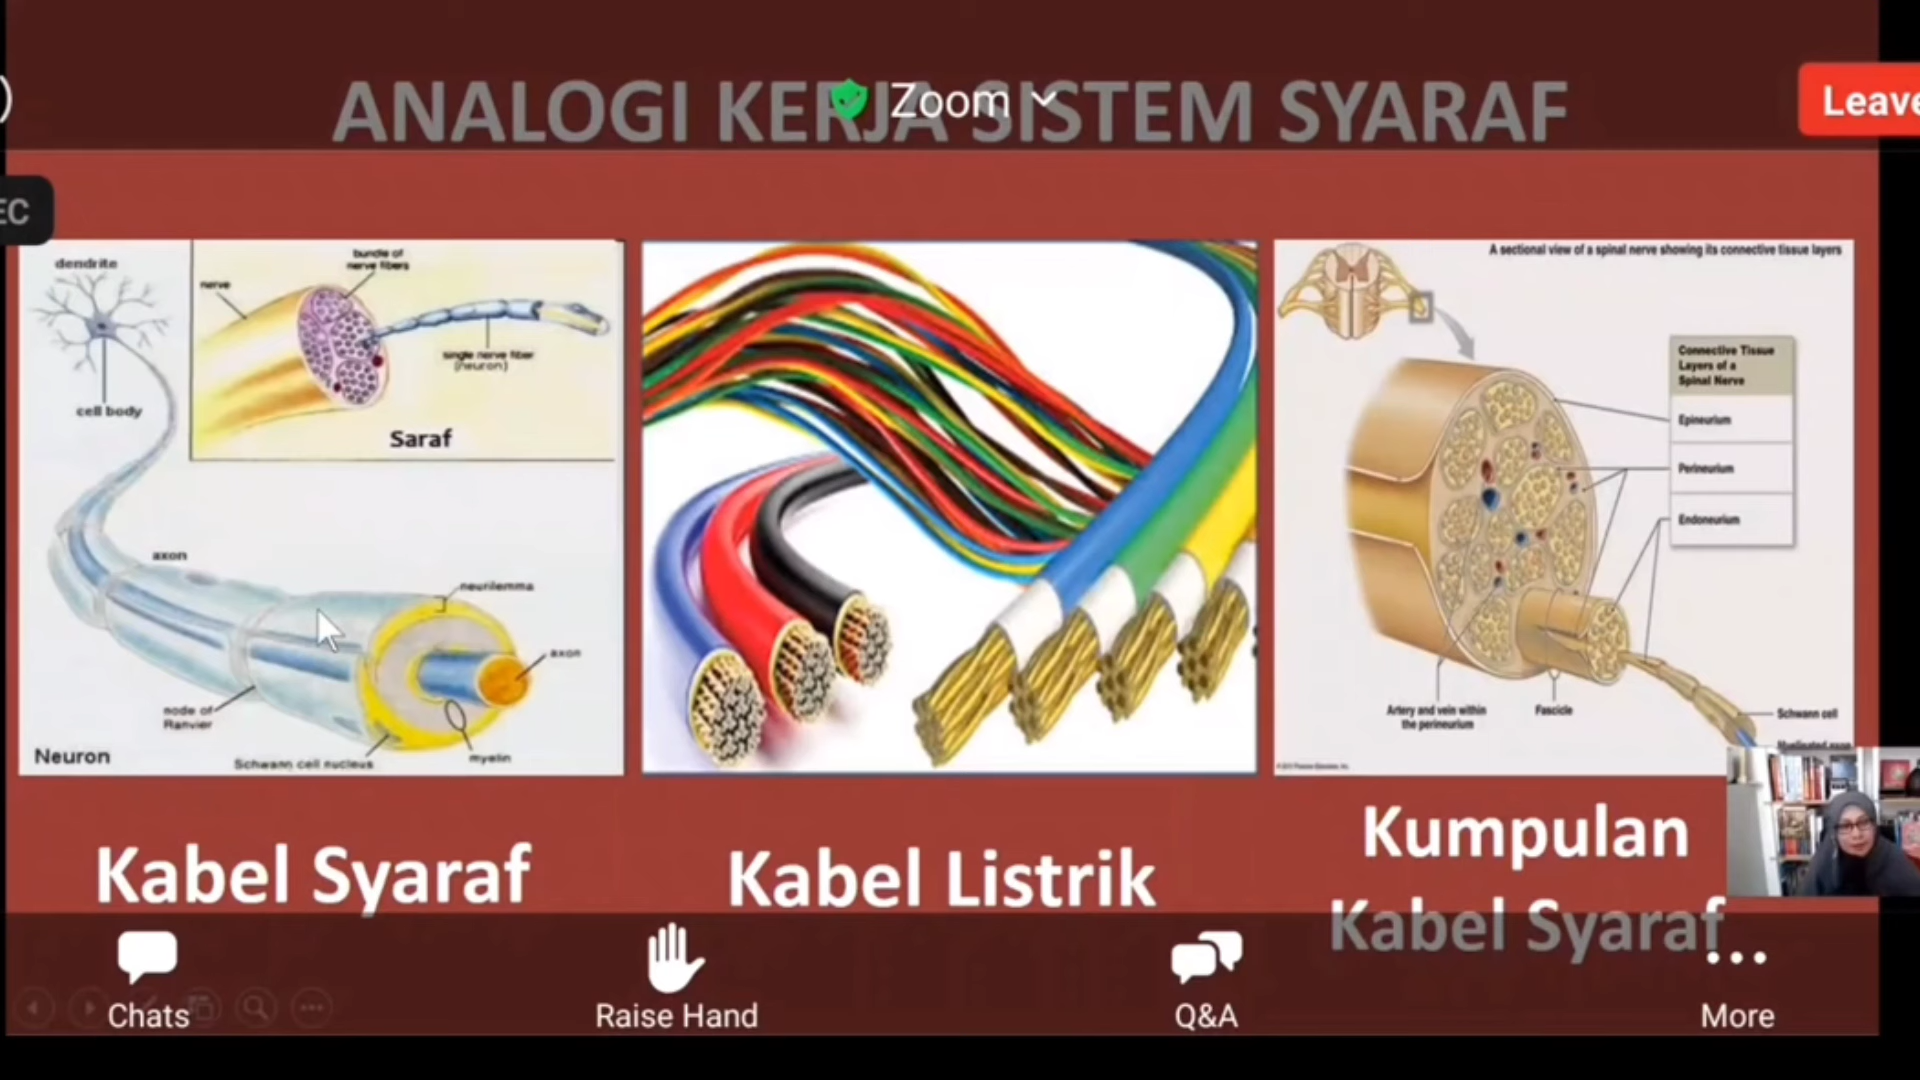 ANALOGI KERJA SISTEM SYARAF
Zoom
Leave
EC
dendrite
cell body
axon
node of
Ranvier
Neuron
Schwann cell nucleus
myelin
axon
neurilemma
nerve
bundle of
nerve fibers
single nerve fiber
(neuron)
Saraf
A sectional view of a spinal nerve showing its connective tissue layers
Connective Tissue
Layers of a
Spinal Nerve
Epineurium
Perineurium
Endoneurium
Artery and vein within
the perineurium
Fascicle
Schwann cell
Myelinated axon
Kabel Syaraf
Kabel Listrik
Kumpulan
Kabel Syaraf
Chats
Raise Hand
Q&A
More